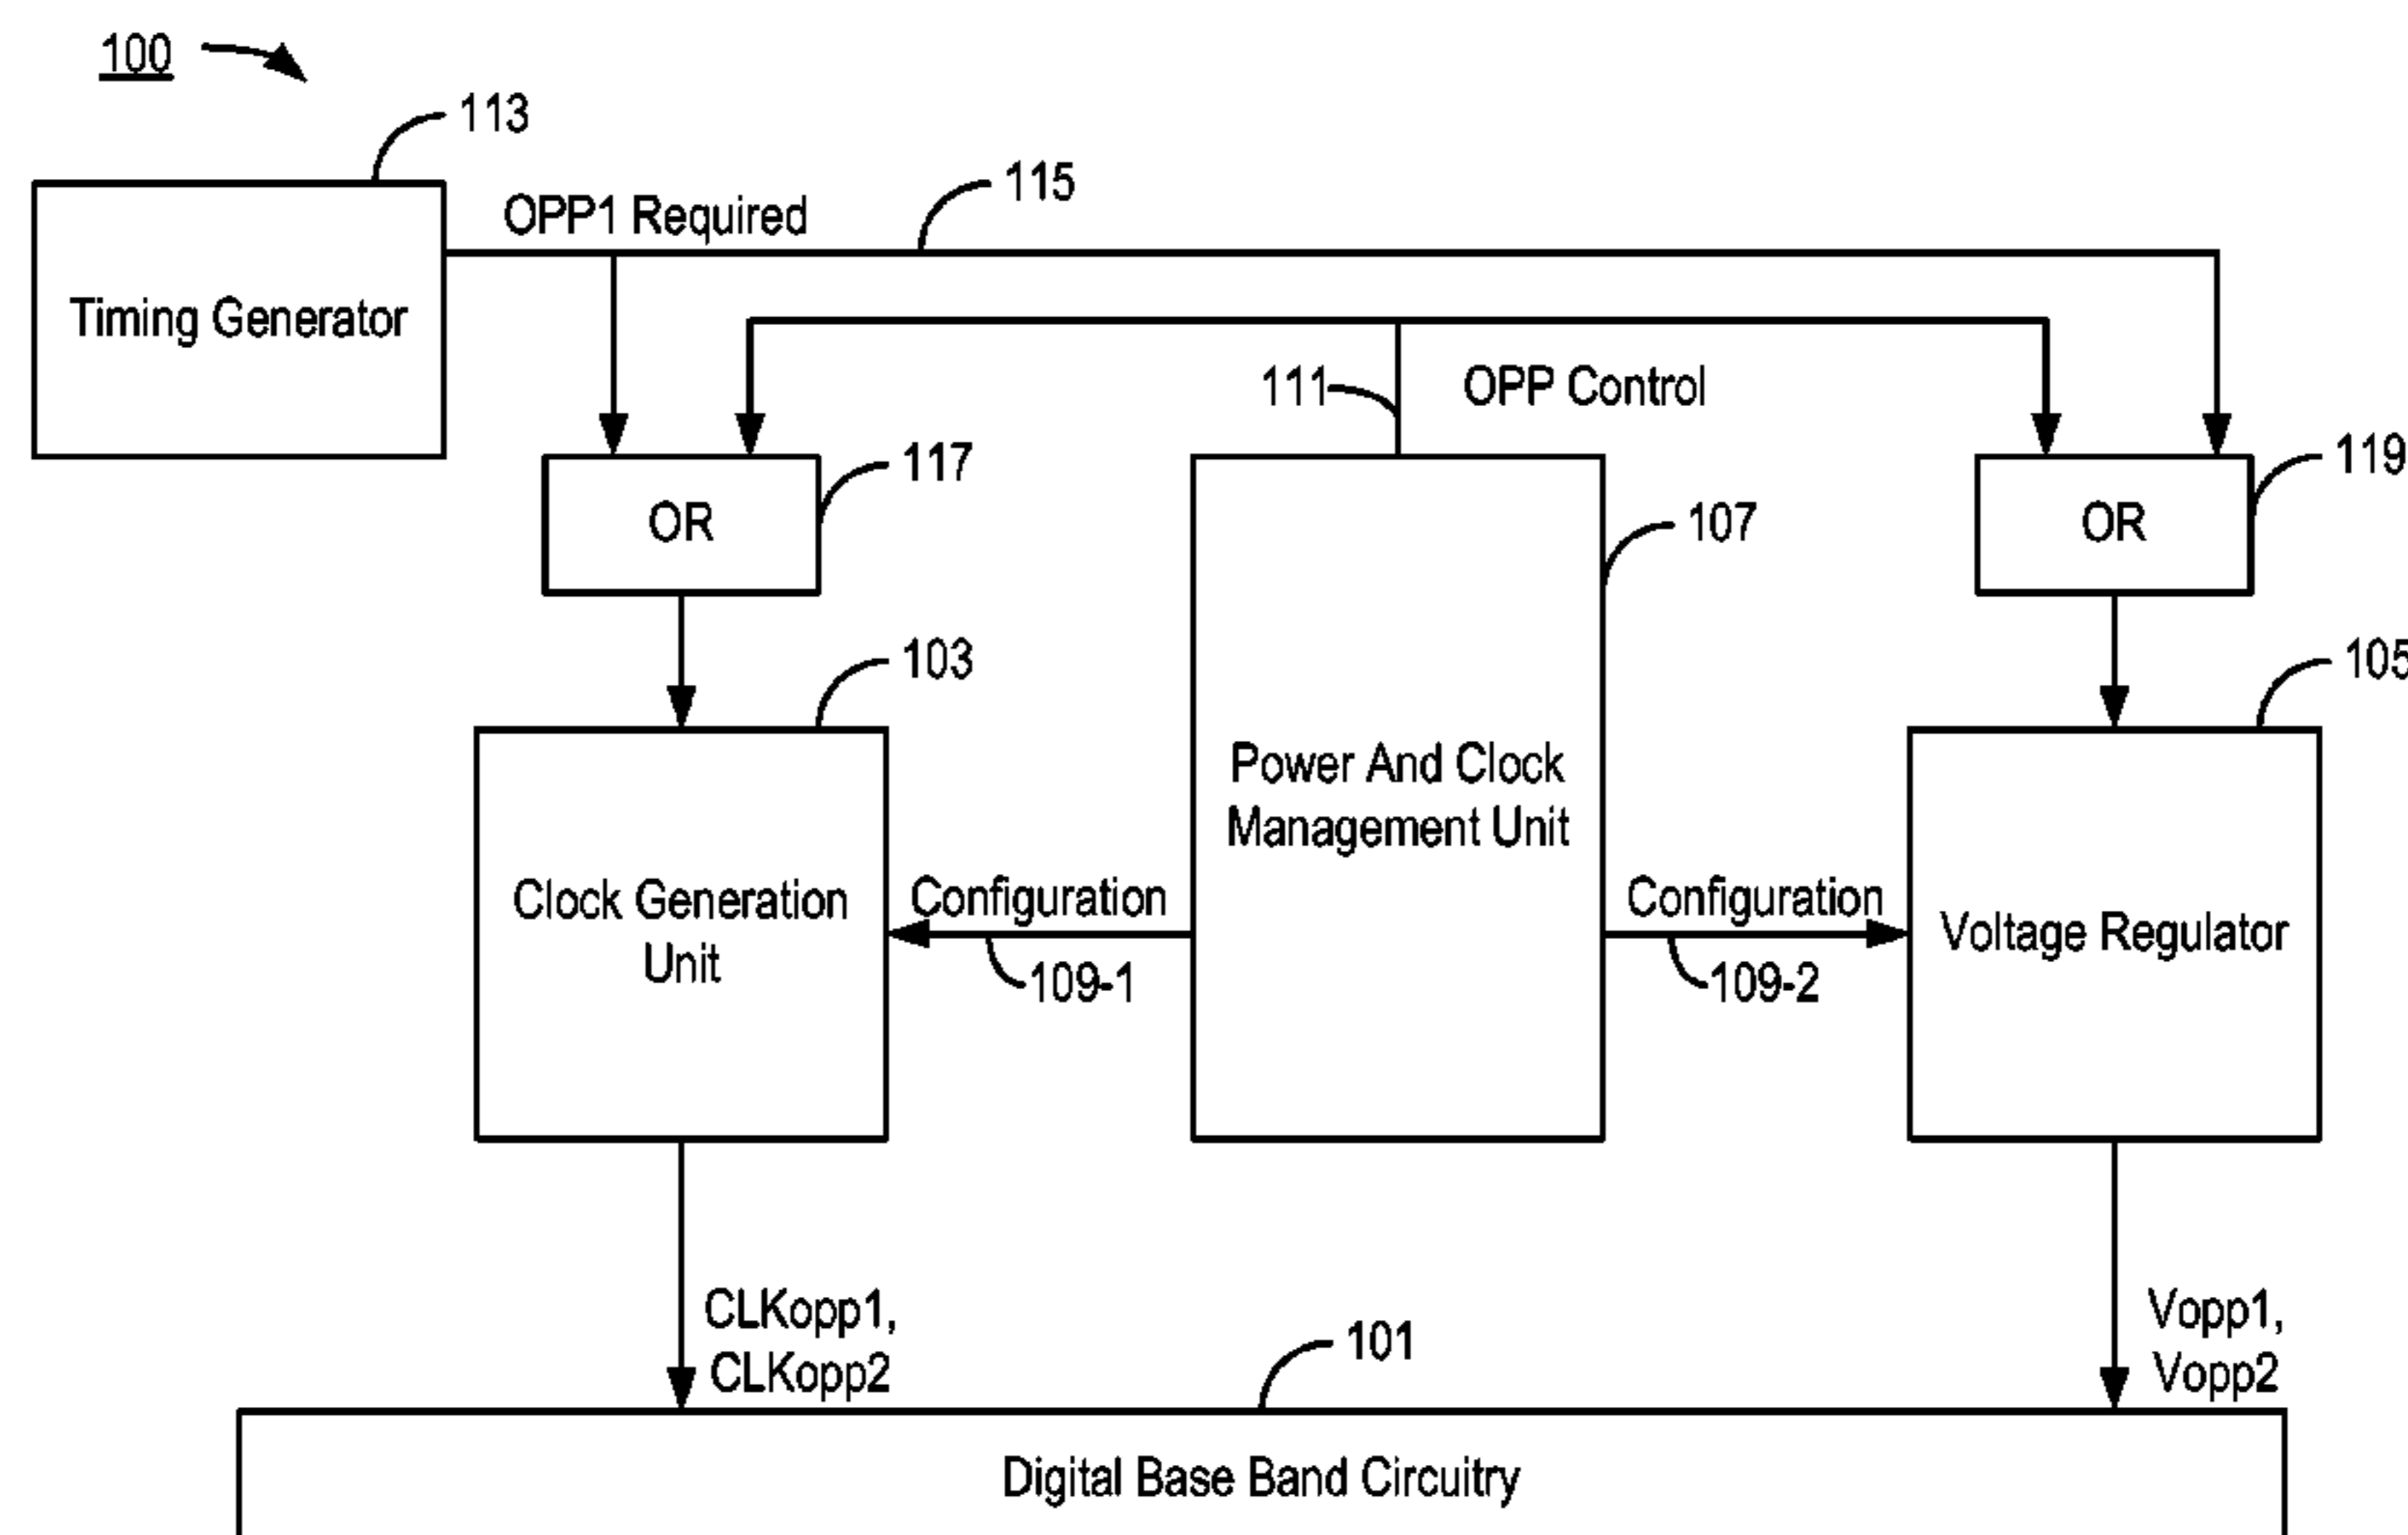 100
113
115
OPP1 Required
Timing Generator
111
OPP Control
117
119
OR
OR
107
103
105
Power And Clock
Management Unit
Clock Generation
Unit
Configuration
Configuration
Voltage Regulator
109-1
109-2
CLKopp1,
CLKopp2
Vopp1,
Vopp2
101
Digital Base Band Circuitry